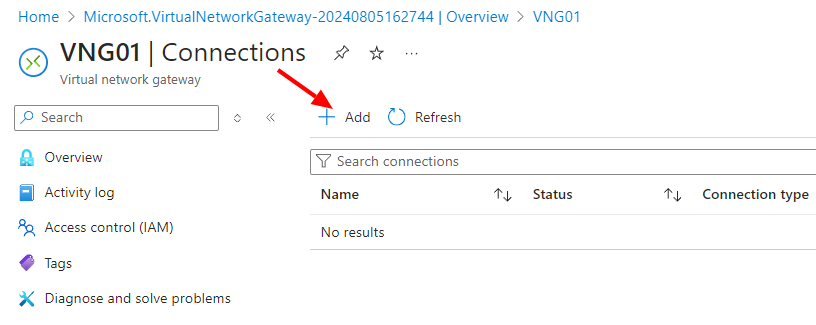 Home > Microsoft.VirtualNetworkGateway-20240805162744 | Overview > VNG01
VNG01 | Connections
Virtual network gateway
Search
Add
Refresh
Overview
Activity log
Access control (IAM)
Tags
Diagnose and solve problems
Search connections
Name Status Connection type
No results